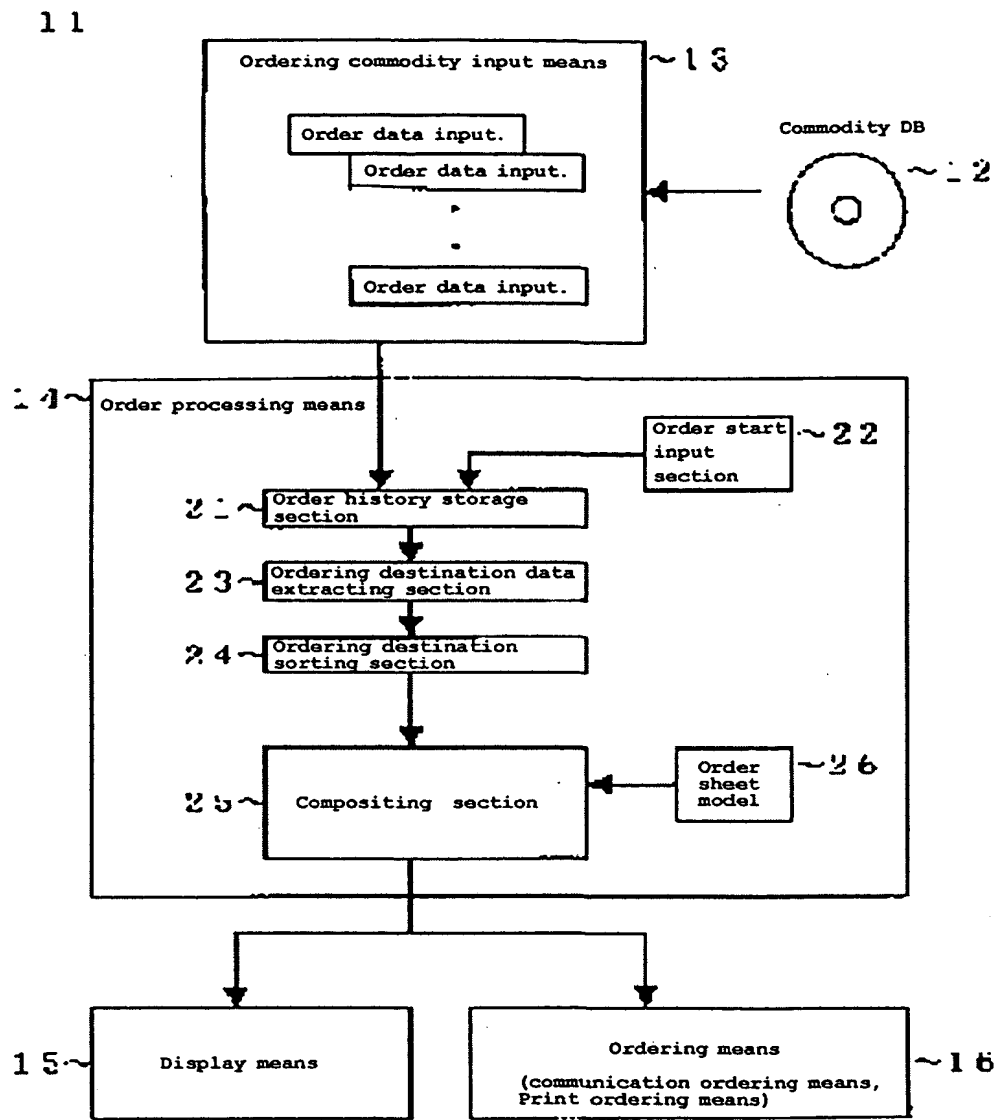 11
Ordering commodity input means
~13
Order data input.
Order data input.
Order data input.
Commodity DB
~12
14~
Order processing means
Order start
input
section
~22
21~
Order history storage
section
23~
Ordering destination data
extracting section
24~
Ordering destination
sorting section
25~
Compositing section
Order
sheet
model
~26
15~
Display means
Ordering means
(communication ordering means,
Print ordering means)
~16